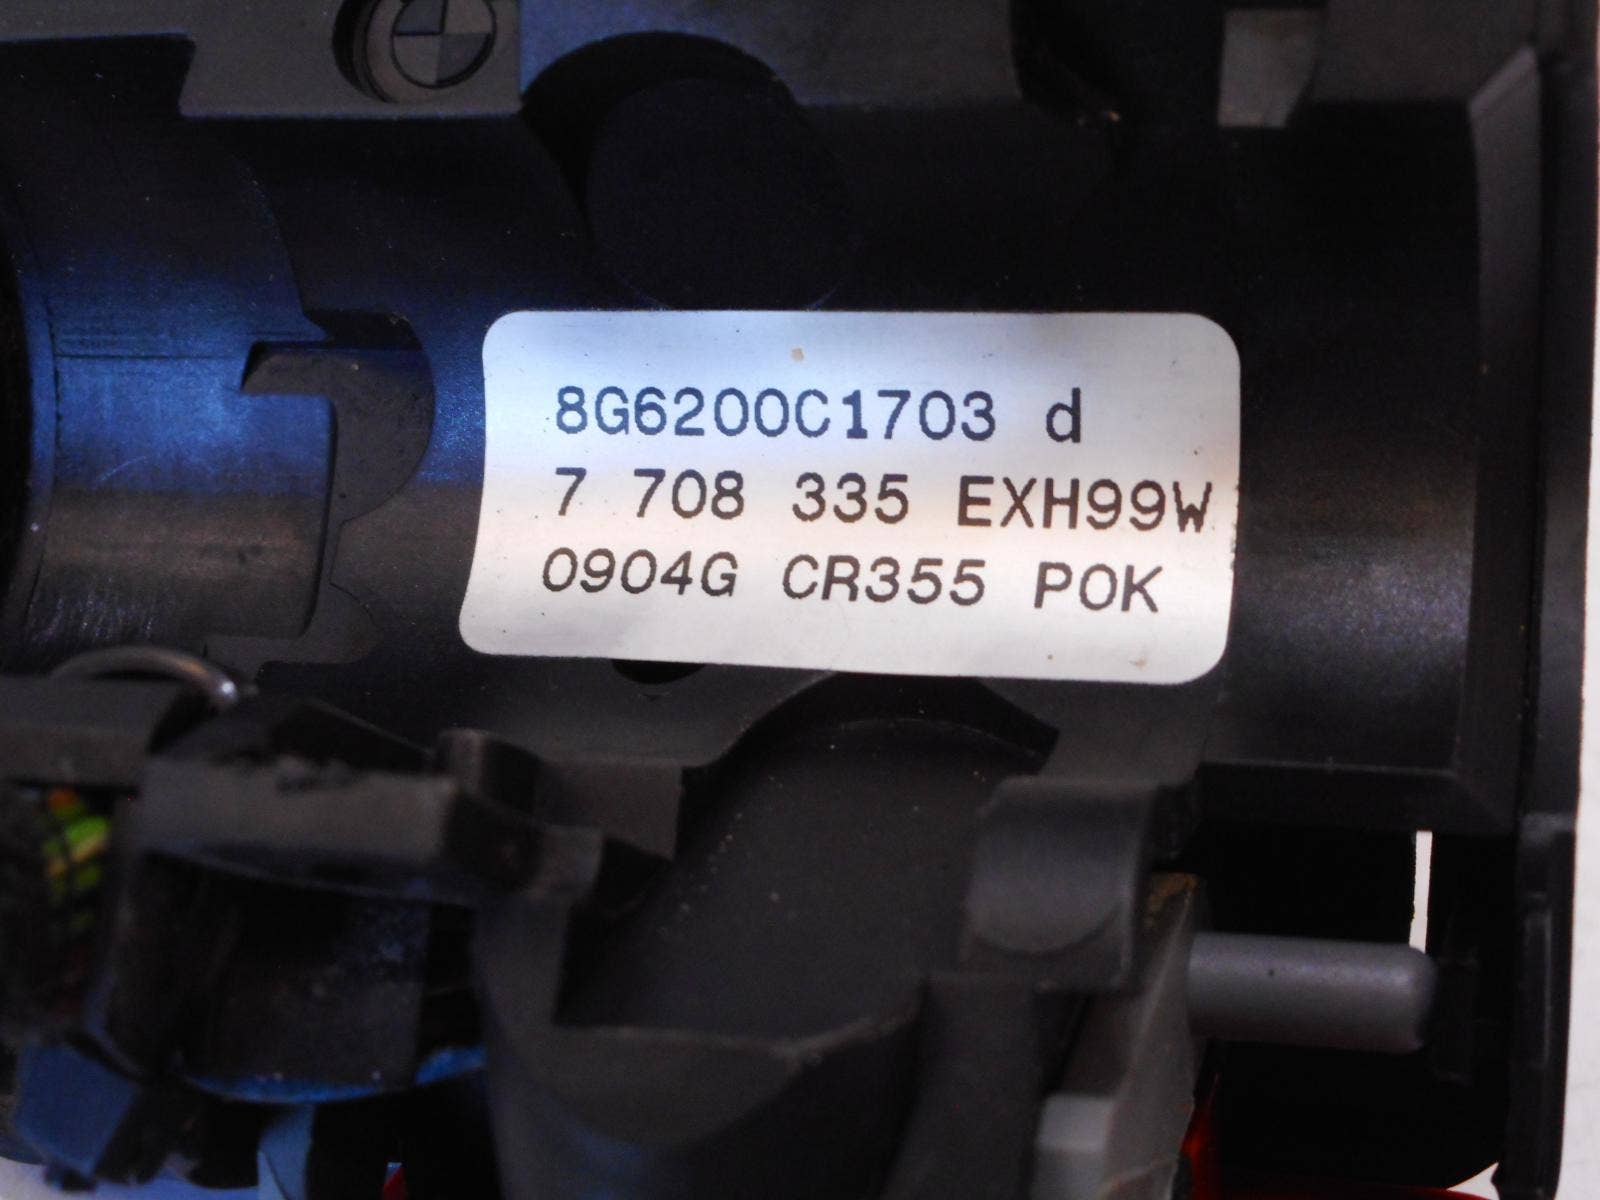 8G6200C1703 d
7 708 335 EXH99W
0904G CR355 POK